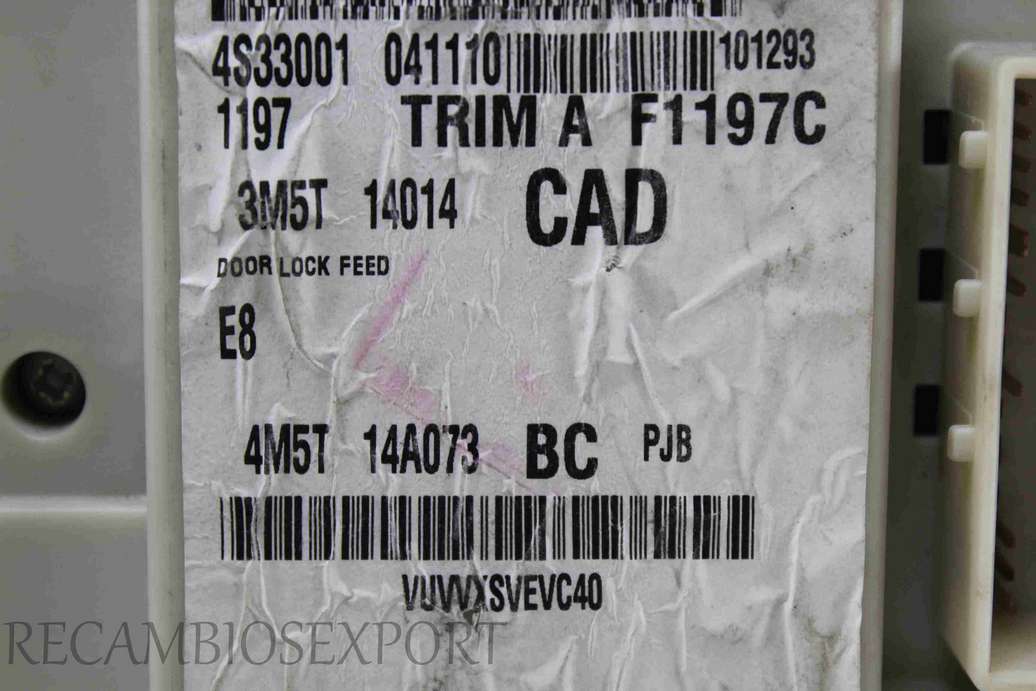 4S33001 041110 101293
1197 TRIM A F1197C
3M5T 14014 CAD
DOOR LOCK FEED
E8
4M5T 14A073 BC PJB
VUVVXSVEVC40
RECAMBIOSEXPORT